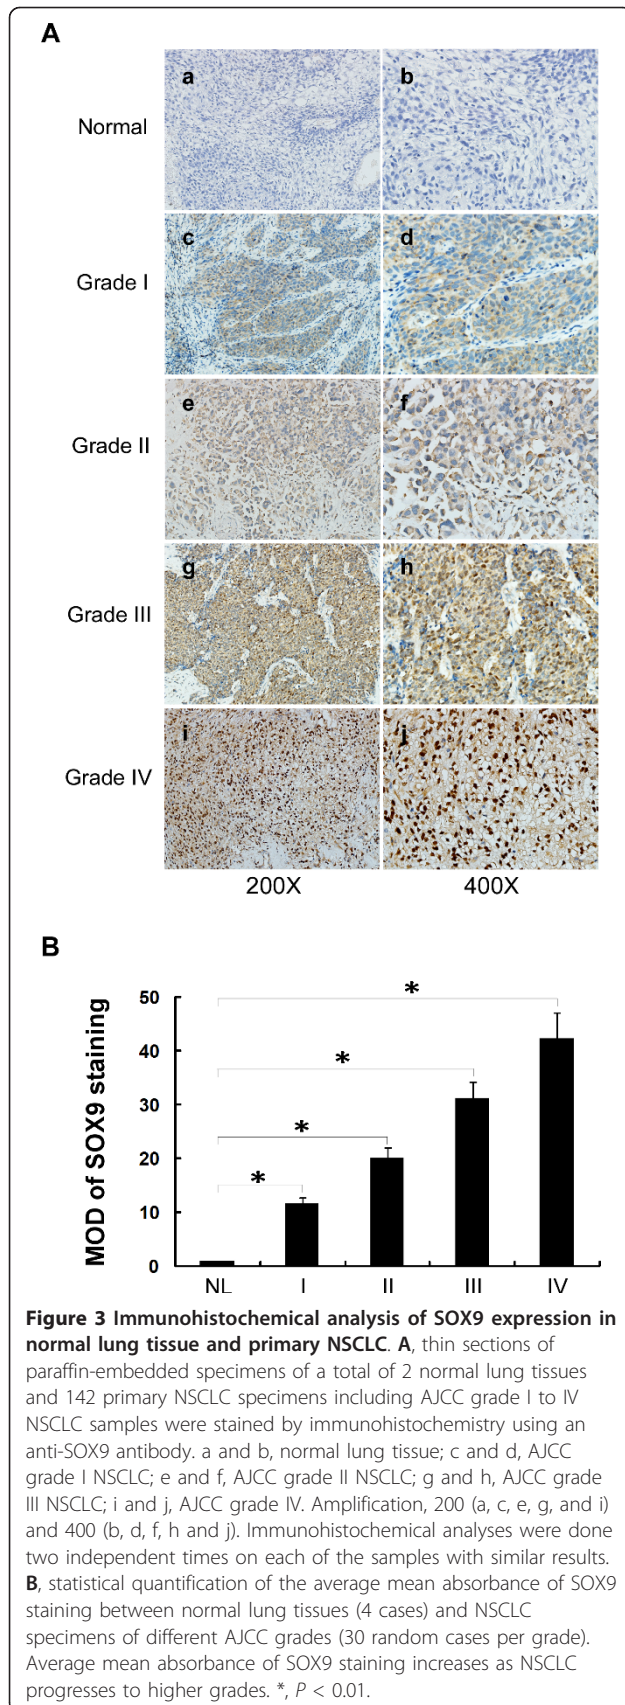 A
a b
Normal
c d
Grade I
e f
Grade II
g h
Grade III
i j
Grade IV
200X 400X
B
MOD of SOX9 staining
50
40
30
20
10
0
* * * *
NL I II III IV
Figure 3 Immunohistochemical analysis of SOX9 expression in
normal lung tissue and primary NSCLC. A, thin sections of
paraffin-embedded specimens of a total of 2 normal lung tissues
and 142 primary NSCLC specimens including AJCC grade I to IV
NSCLC samples were stained by immunohistochemistry using an
anti-SOX9 antibody. a and b, normal lung tissue; c and d, AJCC
grade I NSCLC; e and f, AJCC grade II NSCLC; g and h, AJCC grade
III NSCLC; i and j, AJCC grade IV. Amplification, 200 (a, c, e, g, and i)
and 400 (b, d, f, h and j). Immunohistochemical analyses were done
two independent times on each of the samples with similar results.
B, statistical quantification of the average mean absorbance of SOX9
staining between normal lung tissues (4 cases) and NSCLC
specimens of different AJCC grades (30 random cases per grade).
Average mean absorbance of SOX9 staining increases as NSCLC
progresses to higher grades. *, P < 0.01.